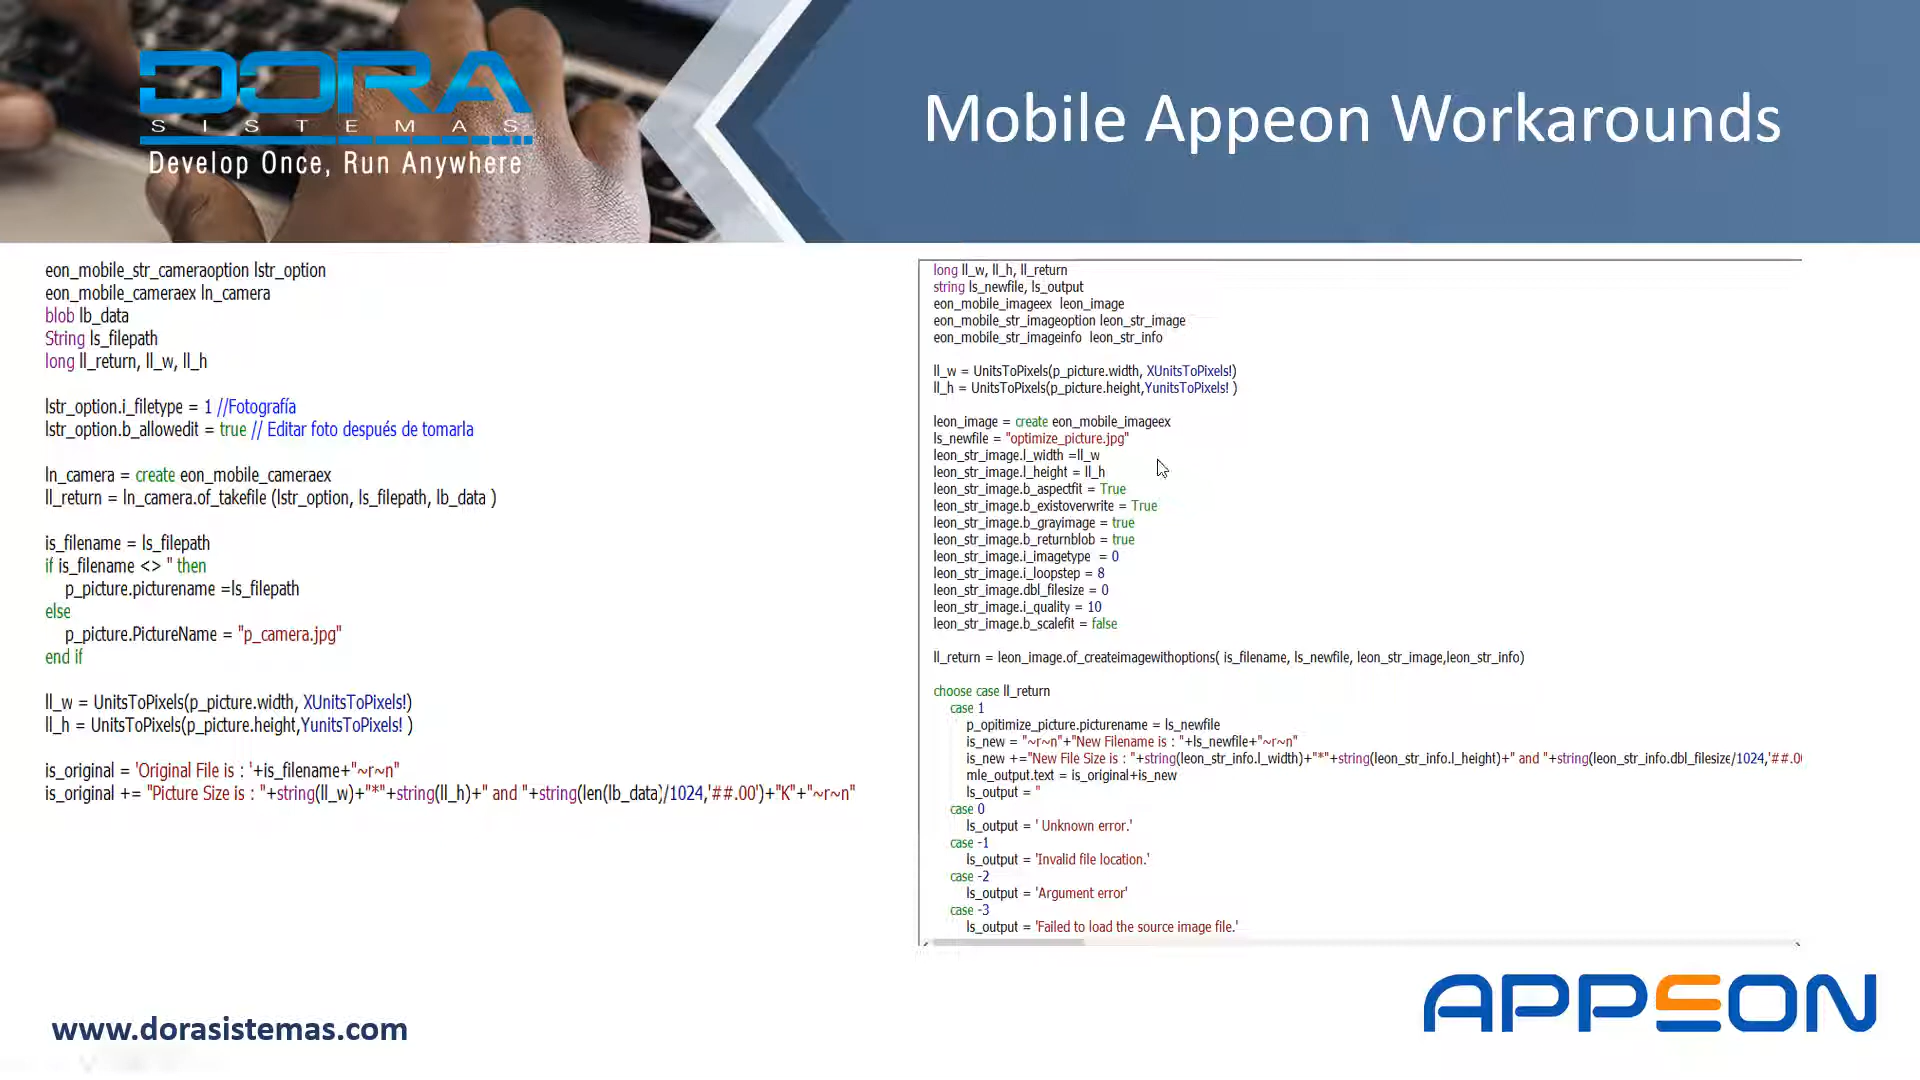 DORA
SISTEMAS
Develop Once, Run Anywhere
Mobile Appeon Workarounds
eon_mobile_str_cameraoption lstr_option
eon_mobile_cameraex ln_camera
blob lb_data
String ls_filepath
long ll_return, ll_w, ll_h
lstr_option.i_filetype = 1 //Fotografía
lstr_option.b_allowedit = true // Editar foto después de tomarla
ln_camera = create eon_mobile_cameraex
ll_return = ln_camera.of_takefile (lstr_option, ls_filepath, lb_data )
is_filename = ls_filepath
if is_filename <> '' then
p_picture.picturename =ls_filepath
else
p_picture.PictureName = "p_camera.jpg"
end if
ll_w = UnitsToPixels(p_picture.width, XUnitsToPixels!)
ll_h = UnitsToPixels(p_picture.height,YunitsToPixels! )
is_original = 'Original File is : '+is_filename+"~r~n"
is_original += "Picture Size is : "+string(ll_w)+"*"+string(ll_h)+" and "+string(len(lb_data)/1024,'##.00')+"K"+"~r~n"
long ll_w, ll_h, ll_return
string ls_newfile, ls_output
eon_mobile_imageex leon_image
eon_mobile_str_imageoption leon_str_image
eon_mobile_str_imageinfo leon_str_info
ll_w = UnitsToPixels(p_picture.width, XUnitsToPixels!)
ll_h = UnitsToPixels(p_picture.height,YunitsToPixels! )
leon_image = create eon_mobile_imageex
ls_newfile = "optimize_picture.jpg"
leon_str_image.l_width =ll_w
leon_str_image.l_height = ll_h
leon_str_image.b_aspectfit = True
leon_str_image.b_existoverwrite = True
leon_str_image.b_grayimage = true
leon_str_image.b_returnblob = true
leon_str_image.i_imagetype = 0
leon_str_image.i_loopstep = 8
leon_str_image.dbl_filesize = 0
leon_str_image.i_quality = 10
leon_str_image.b_scalefit = false
ll_return = leon_image.of_createimagewithoptions( is_filename, ls_newfile, leon_str_image,leon_str_info)
choose case ll_return
case 1
p_opitimize_picture.picturename = ls_newfile
is_new = "~r~n"+"New Filename is : "+ls_newfile+"~r~n"
is_new +="New File Size is : "+string(leon_str_info.l_width)+"*"+string(leon_str_info.l_height)+" and "+string(leon_str_info.dbl_filesize/1024,'##.00
mle_output.text = is_original+is_new
ls_output = ''
case 0
ls_output = ' Unknown error.'
case -1
ls_output = 'Invalid file location.'
case -2
ls_output = 'Argument error'
case -3
ls_output = 'Failed to load the source image file.'
www.dorasistemas.com
APPEON